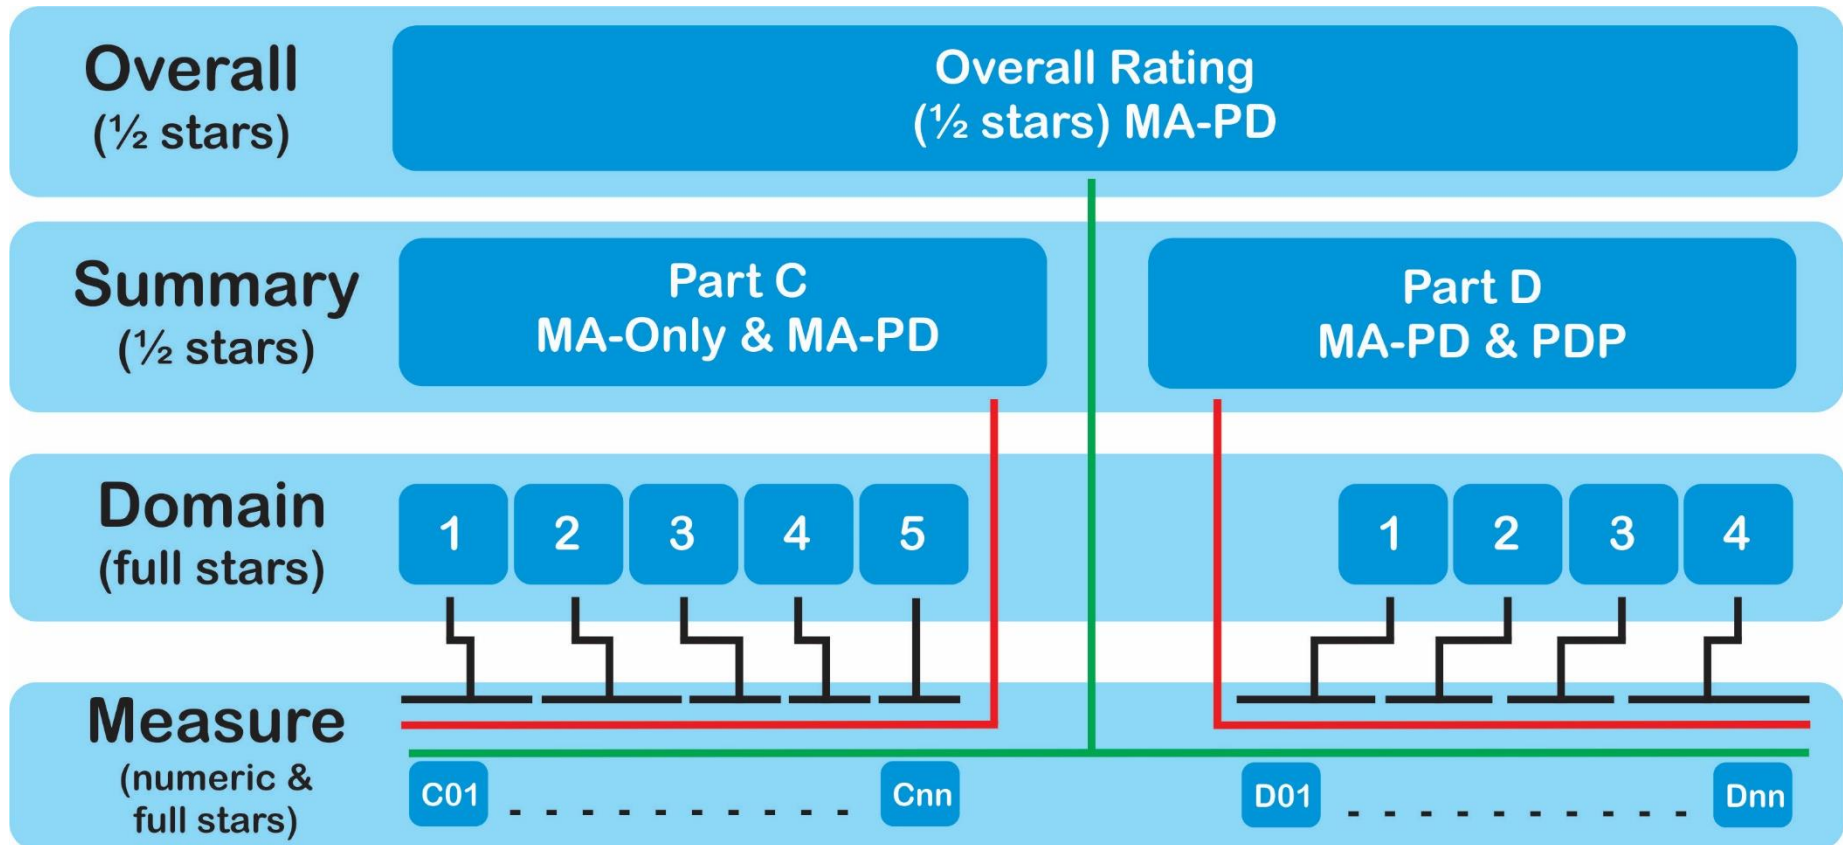 Overall
(½ stars)
Overall Rating
(½ stars) MA-PD
Summary
(½ stars)
Part C
MA-Only & MA-PD
Part D
MA-PD & PDP
Domain
(full stars)
1 2 3 4 5
1 2 3 4
Measure
(numeric &
full stars)
C01 - - - - - - - - - - Cnn
D01 - - - - - - - - - - Dnn